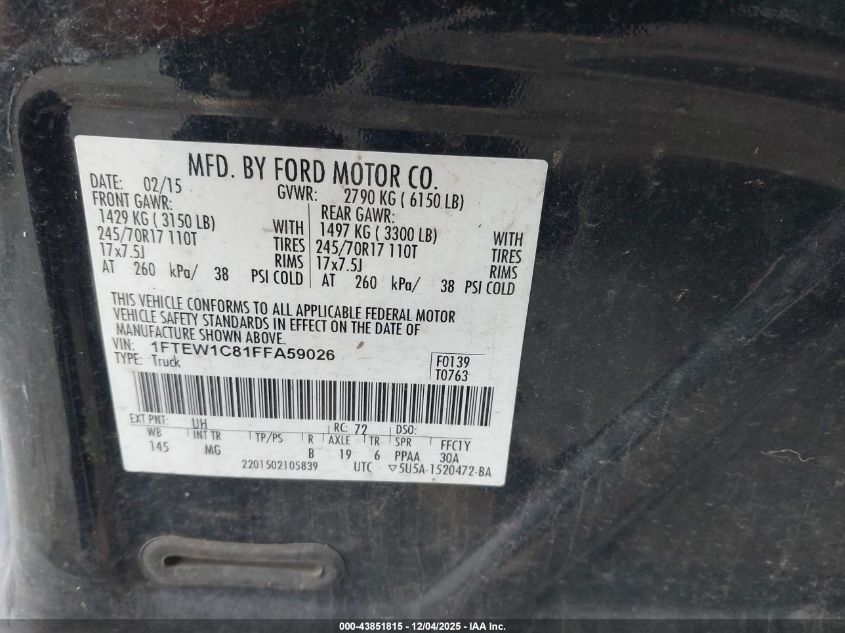 MFD. BY FORD MOTOR CO.
DATE: 02/15 GVWR: 2790 KG ( 6150 LB)
FRONT GAWR: REAR GAWR:
1429 KG ( 3150 LB) WITH 1497 KG ( 3300 LB) WITH
245/70R17 110T TIRES 245/70R17 110T TIRES
17x7.5J RIMS 17x7.5J RIMS
AT 260 kPa/ 38 PSI COLD AT 260 kPa/ 38 PSI COLD
THIS VEHICLE CONFORMS TO ALL APPLICABLE FEDERAL MOTOR
VEHICLE SAFETY STANDARDS IN EFFECT ON THE DATE OF
MANUFACTURE SHOWN ABOVE.
VIN: 1FTEW1C81FFA59026
TYPE: Truck
F0139
T0763
EXT PNT: UH RC: 72 DSO:
WB INT TR TP/PS R AXLE TR SPR FFC1Y
145 MG B 19 6 PPAA 30A
2201502105839 UTC ▽5U5A-1520472-BA
000-43851815 - 12/04/2025 - IAA Inc.